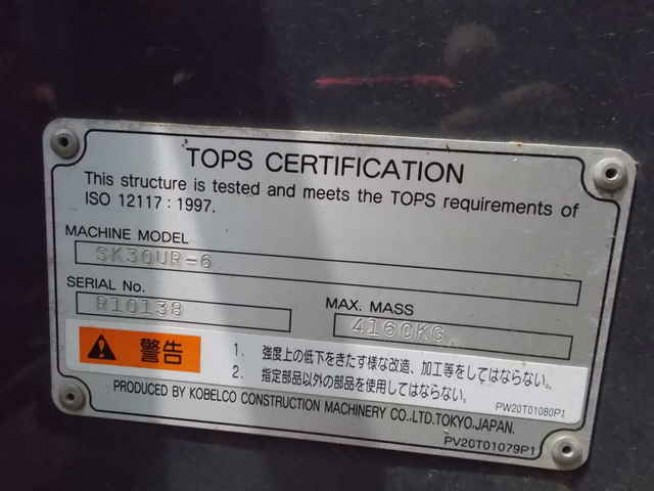 TOPS CERTIFICATION
This structure is tested and meets the TOPS requirements of
ISO 12117 : 1997.
MACHINE MODEL
SK30UR-6
SERIAL No.
R10138
MAX. MASS
4160KG
警告
1. 強度上の低下をきたす様な改造、加工等をしてはならない。
2. 指定部品以外の部品を使用してはならない。
PW20T01080P1
PRODUCED BY KOBELCO CONSTRUCTION MACHINERY CO.,LTD.TOKYO.JAPAN.
PV20T01079P1